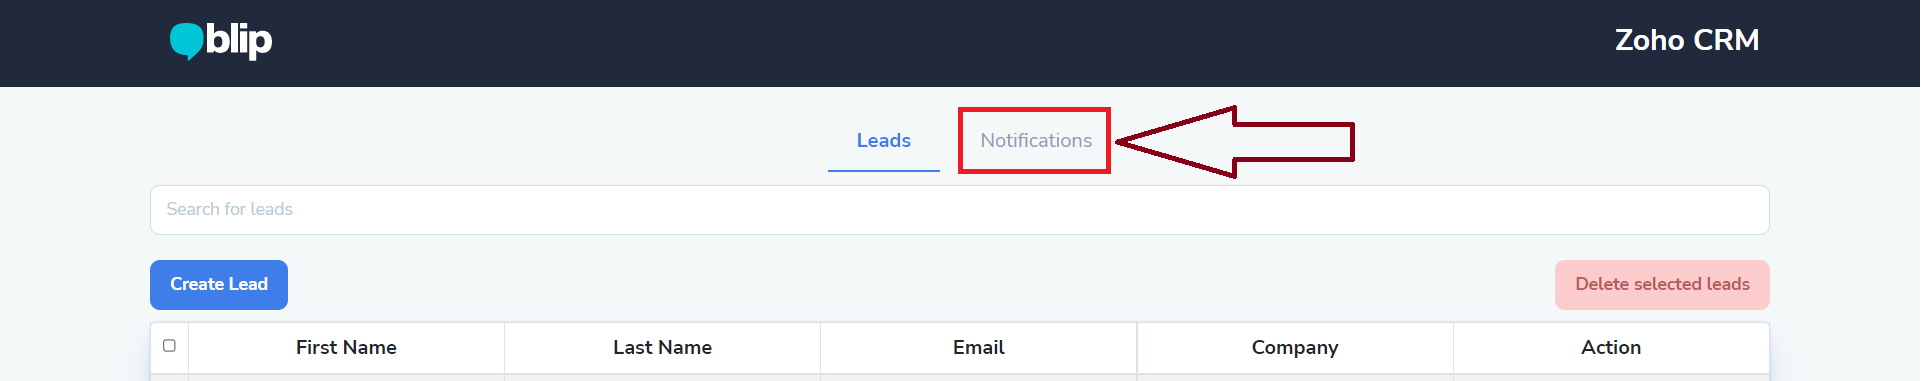 blip
Zoho CRM
Leads
Notifications
Search for leads
Create Lead
Delete selected leads
First Name
Last Name
Email
Company
Action